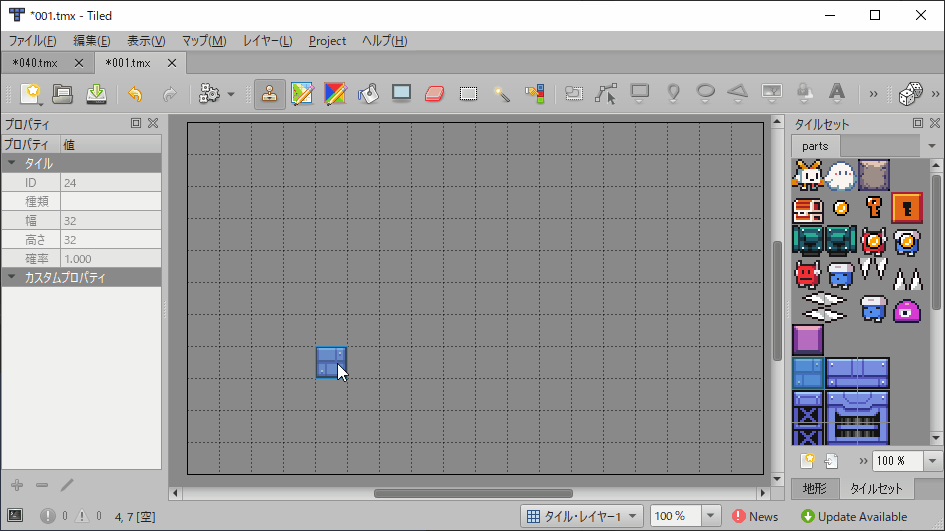 *001.tmx - Tiled
ファイル(F) 編集(E) 表示(V) マップ(M) レイヤー(L) Project ヘルプ(H)
*040.tmx *001.tmx
プロパティ
プロパティ 値
タイル
ID 24
種類
幅 32
高さ 32
確率 1.000
カスタムプロパティ
タイルセット
parts
100 %
地形 タイルセット
0 0 4, 7 [空] タイル・レイヤー1 100 % News Update Available